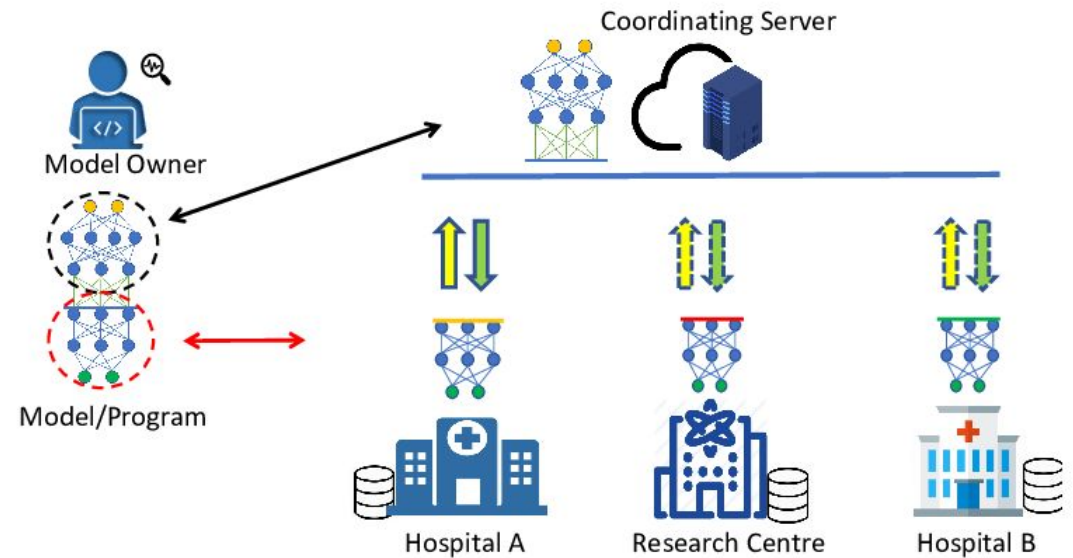 Coordinating Server
</>
Model Owner
Model/Program
Hospital A
Research Centre
Hospital B